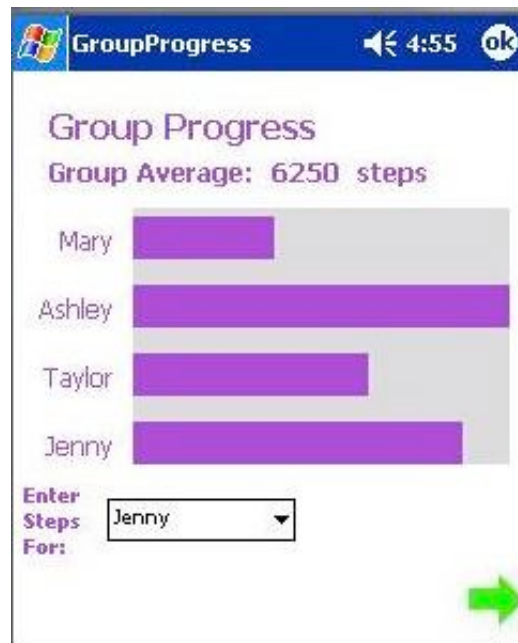 GroupProgress 4:55 ok
Group Progress
Group Average: 6250 steps
Mary
Ashley
Taylor
Jenny
Enter
Steps
For:
Jenny